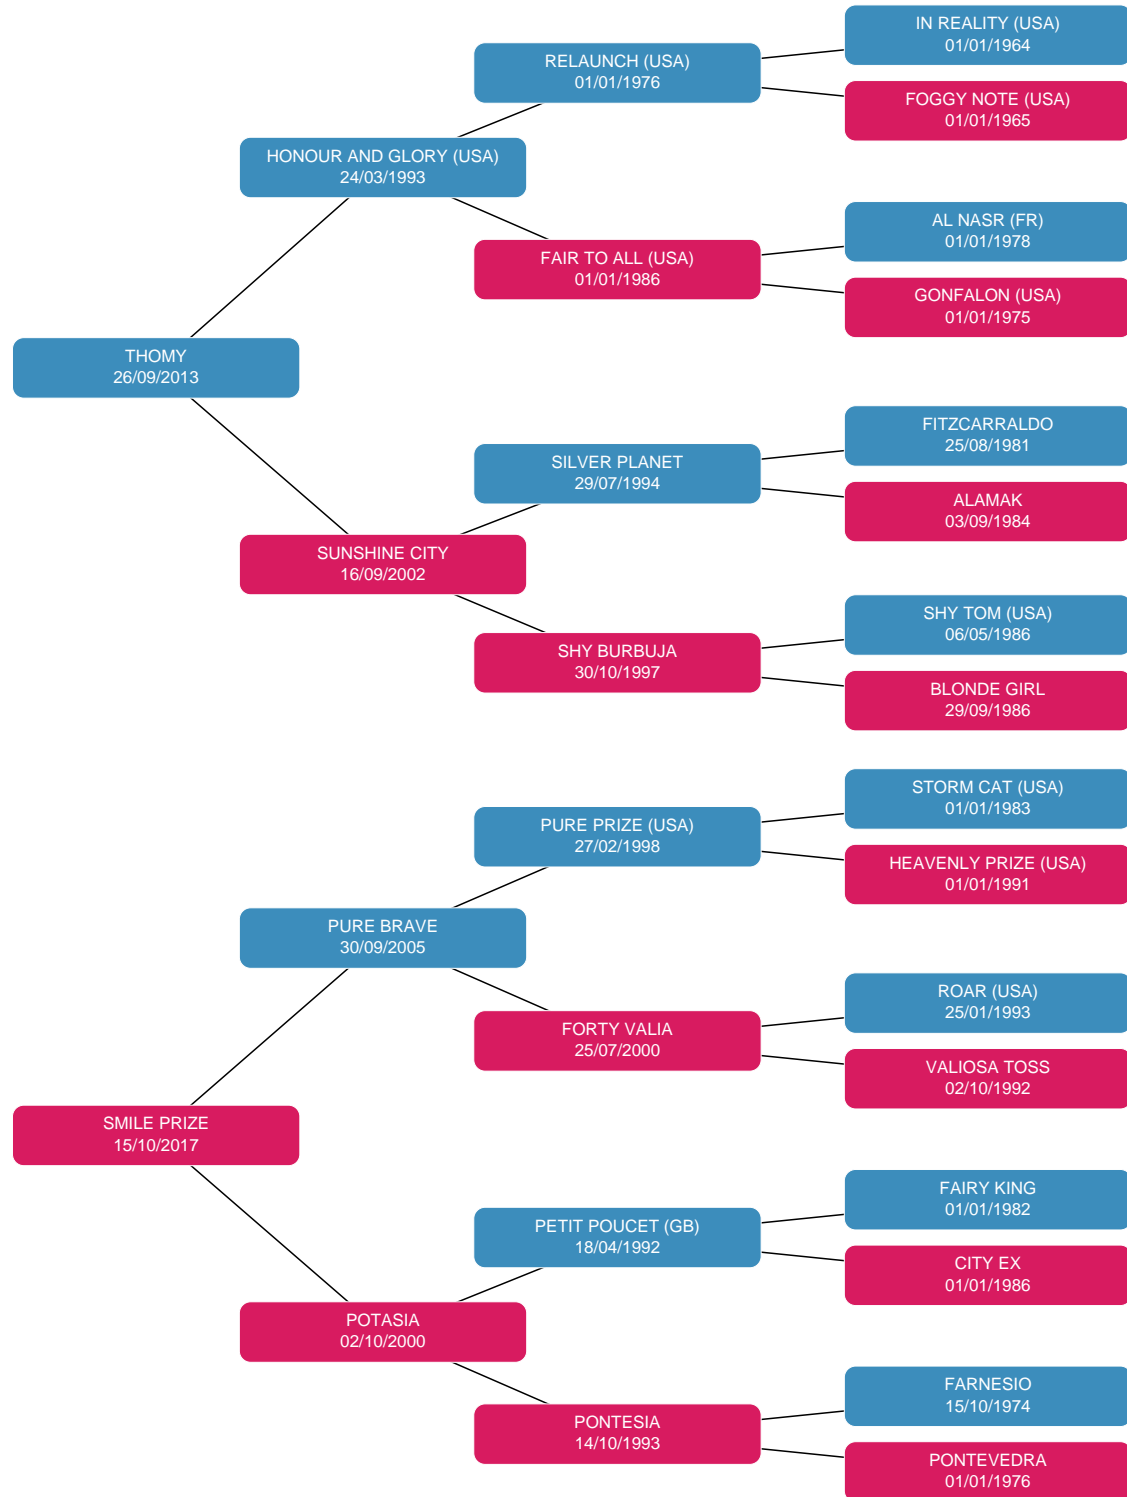 IN REALITY (USA)
01/01/1964
RELAUNCH (USA)
01/01/1976
FOGGY NOTE (USA)
01/01/1965
HONOUR AND GLORY (USA)
24/03/1993
AL NASR (FR)
01/01/1978
FAIR TO ALL (USA)
01/01/1986
GONFALON (USA)
01/01/1975
THOMY
26/09/2013
FITZCARRALDO
25/08/1981
SILVER PLANET
29/07/1994
ALAMAK
03/09/1984
SUNSHINE CITY
16/09/2002
SHY TOM (USA)
06/05/1986
SHY BURBUJA
30/10/1997
BLONDE GIRL
29/09/1986
STORM CAT (USA)
01/01/1983
PURE PRIZE (USA)
27/02/1998
HEAVENLY PRIZE (USA)
01/01/1991
PURE BRAVE
30/09/2005
ROAR (USA)
25/01/1993
FORTY VALIA
25/07/2000
VALIOSA TOSS
02/10/1992
SMILE PRIZE
15/10/2017
FAIRY KING
01/01/1982
PETIT POUCET (GB)
18/04/1992
CITY EX
01/01/1986
POTASIA
02/10/2000
FARNESIO
15/10/1974
PONTESIA
14/10/1993
PONTEVEDRA
01/01/1976